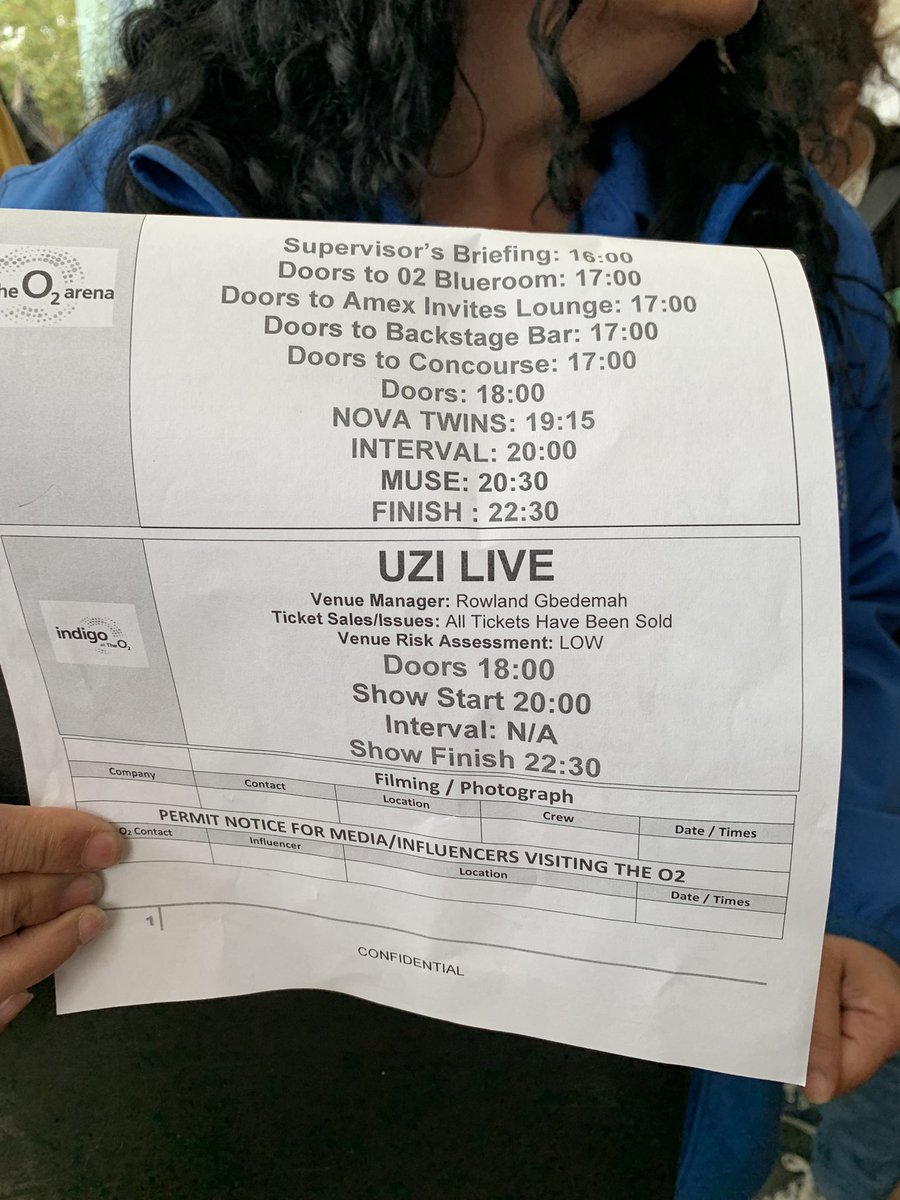 he O2 arena
Supervisor's Briefing: 16:00
Doors to 02 Blueroom: 17:00
Doors to Amex Invites Lounge: 17:00
Doors to Backstage Bar: 17:00
Doors to Concourse: 17:00
Doors: 18:00
NOVA TWINS: 19:15
INTERVAL: 20:00
MUSE: 20:30
FINISH : 22:30
indigo
at The O2
UZI LIVE
Venue Manager: Rowland Gbedemah
Ticket Sales/Issues: All Tickets Have Been Sold
Venue Risk Assessment: LOW
Doors 18:00
Show Start 20:00
Interval: N/A
Show Finish 22:30
Filming / Photograph
Company Contact Location Crew Date / Times
PERMIT NOTICE FOR MEDIA/INFLUENCERS VISITING THE O2
O2 Contact Influencer Location Date / Times
1
CONFIDENTIAL